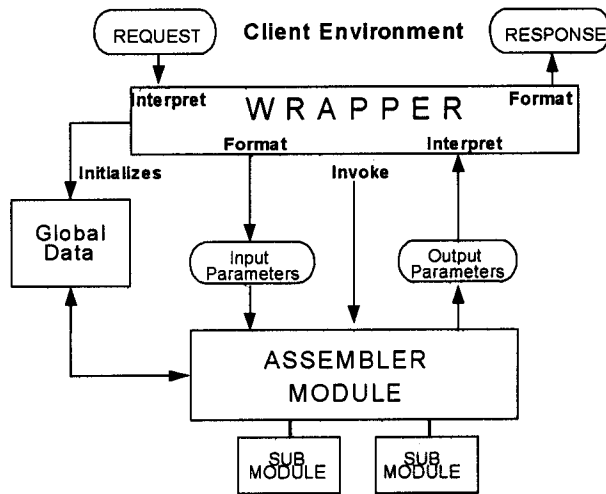 REQUEST
Client Environment
RESPONSE
Interpret
WRAPPER
Format
Format
Interpret
Initializes
Invoke
Global
Data
Input
Parameters
Output
Parameters
ASSEMBLER
MODULE
SUB
MODULE
SUB
MODULE